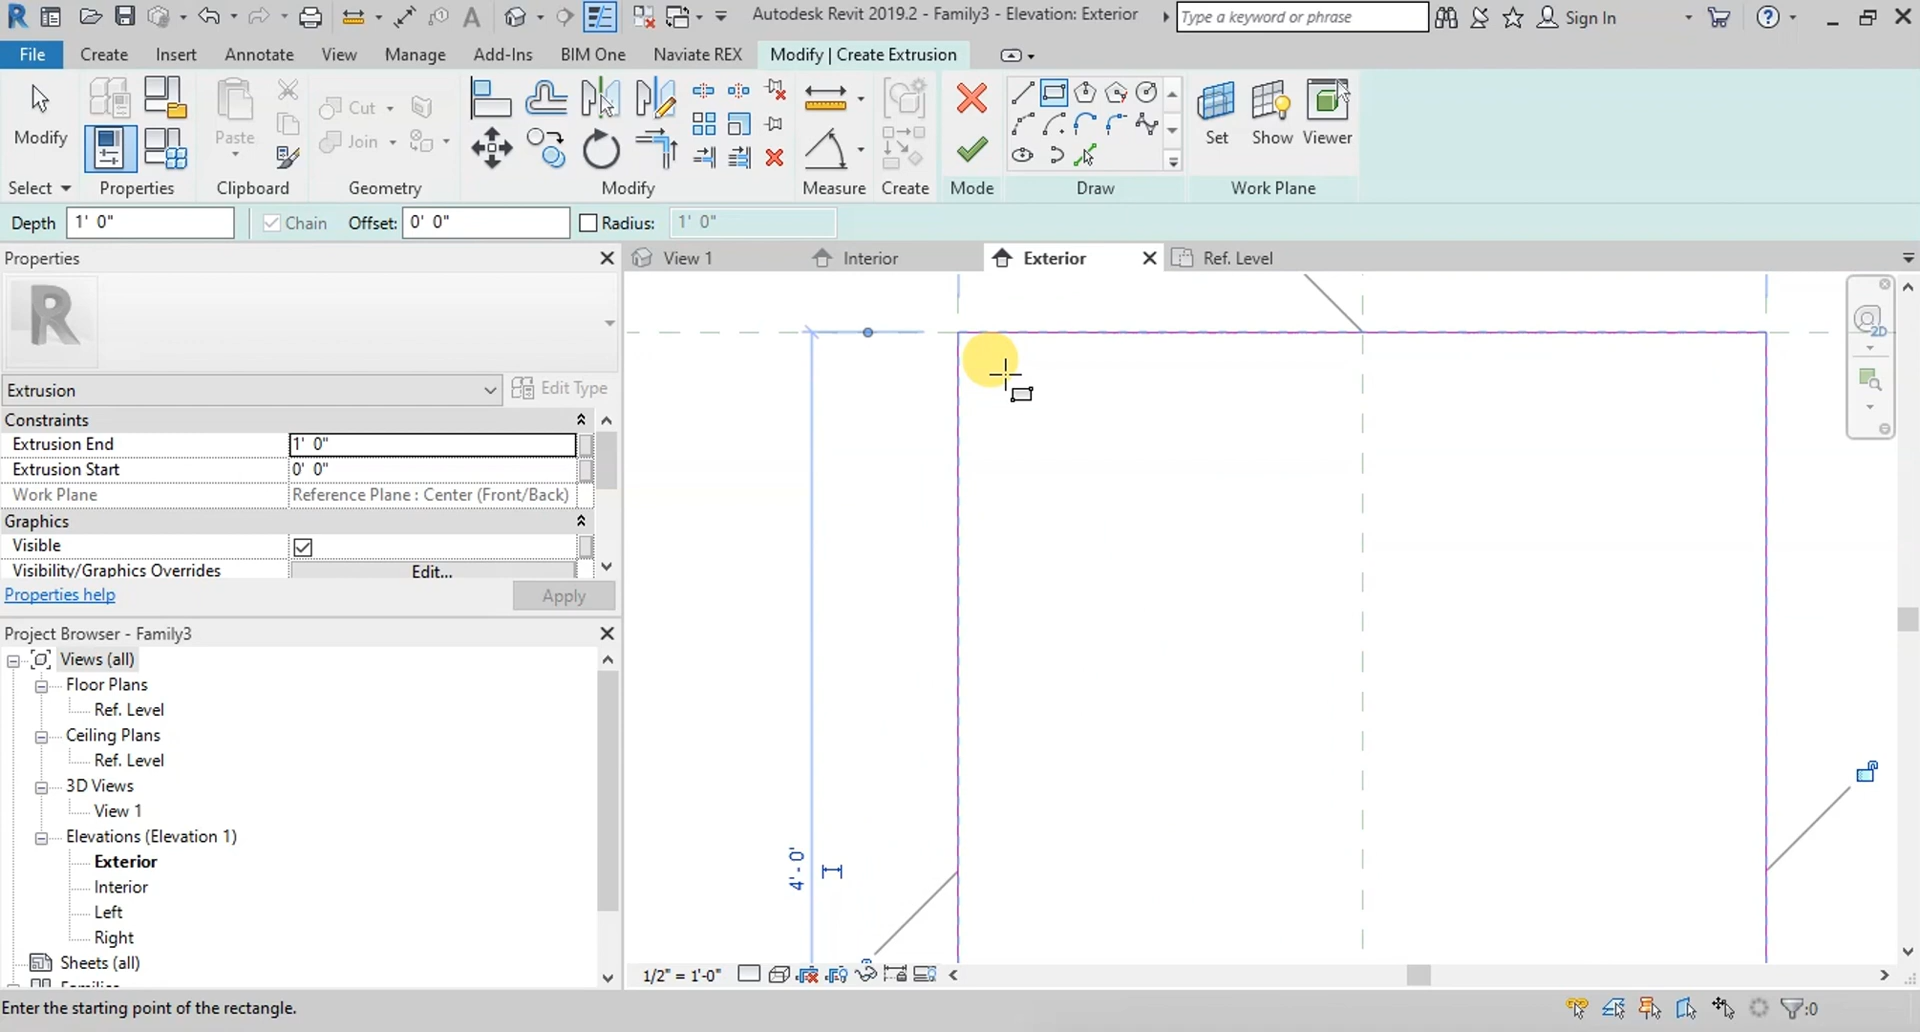 Autodesk Revit 2019.2 - Family3 - Elevation: Exterior
Type a keyword or phrase
Sign In
File Create Insert Annotate View Manage Add-Ins BIM One Naviate REX Modify | Create Extrusion
Modify
Paste
Cut
Join
Set Show Viewer
Select Properties Clipboard Geometry Modify Measure Create Mode Draw Work Plane
Depth 1' 0" Chain Offset: 0' 0" Radius: 1' 0"
Properties
View 1 Interior Exterior Ref. Level
R
2D
Extrusion Edit Type
Constraints
Extrusion End 1' 0"
Extrusion Start 0' 0"
Work Plane Reference Plane : Center (Front/Back)
Graphics
Visible
Visibility/Graphics Overrides Edit...
Properties help Apply
Project Browser - Family3
Views (all)
Floor Plans
Ref. Level
Ceiling Plans
Ref. Level
3D Views
View 1
Elevations (Elevation 1)
Exterior
Interior
Left
Right
Sheets (all)
Families
4' - 0"
1/2" = 1'-0"
Enter the starting point of the rectangle.
:0